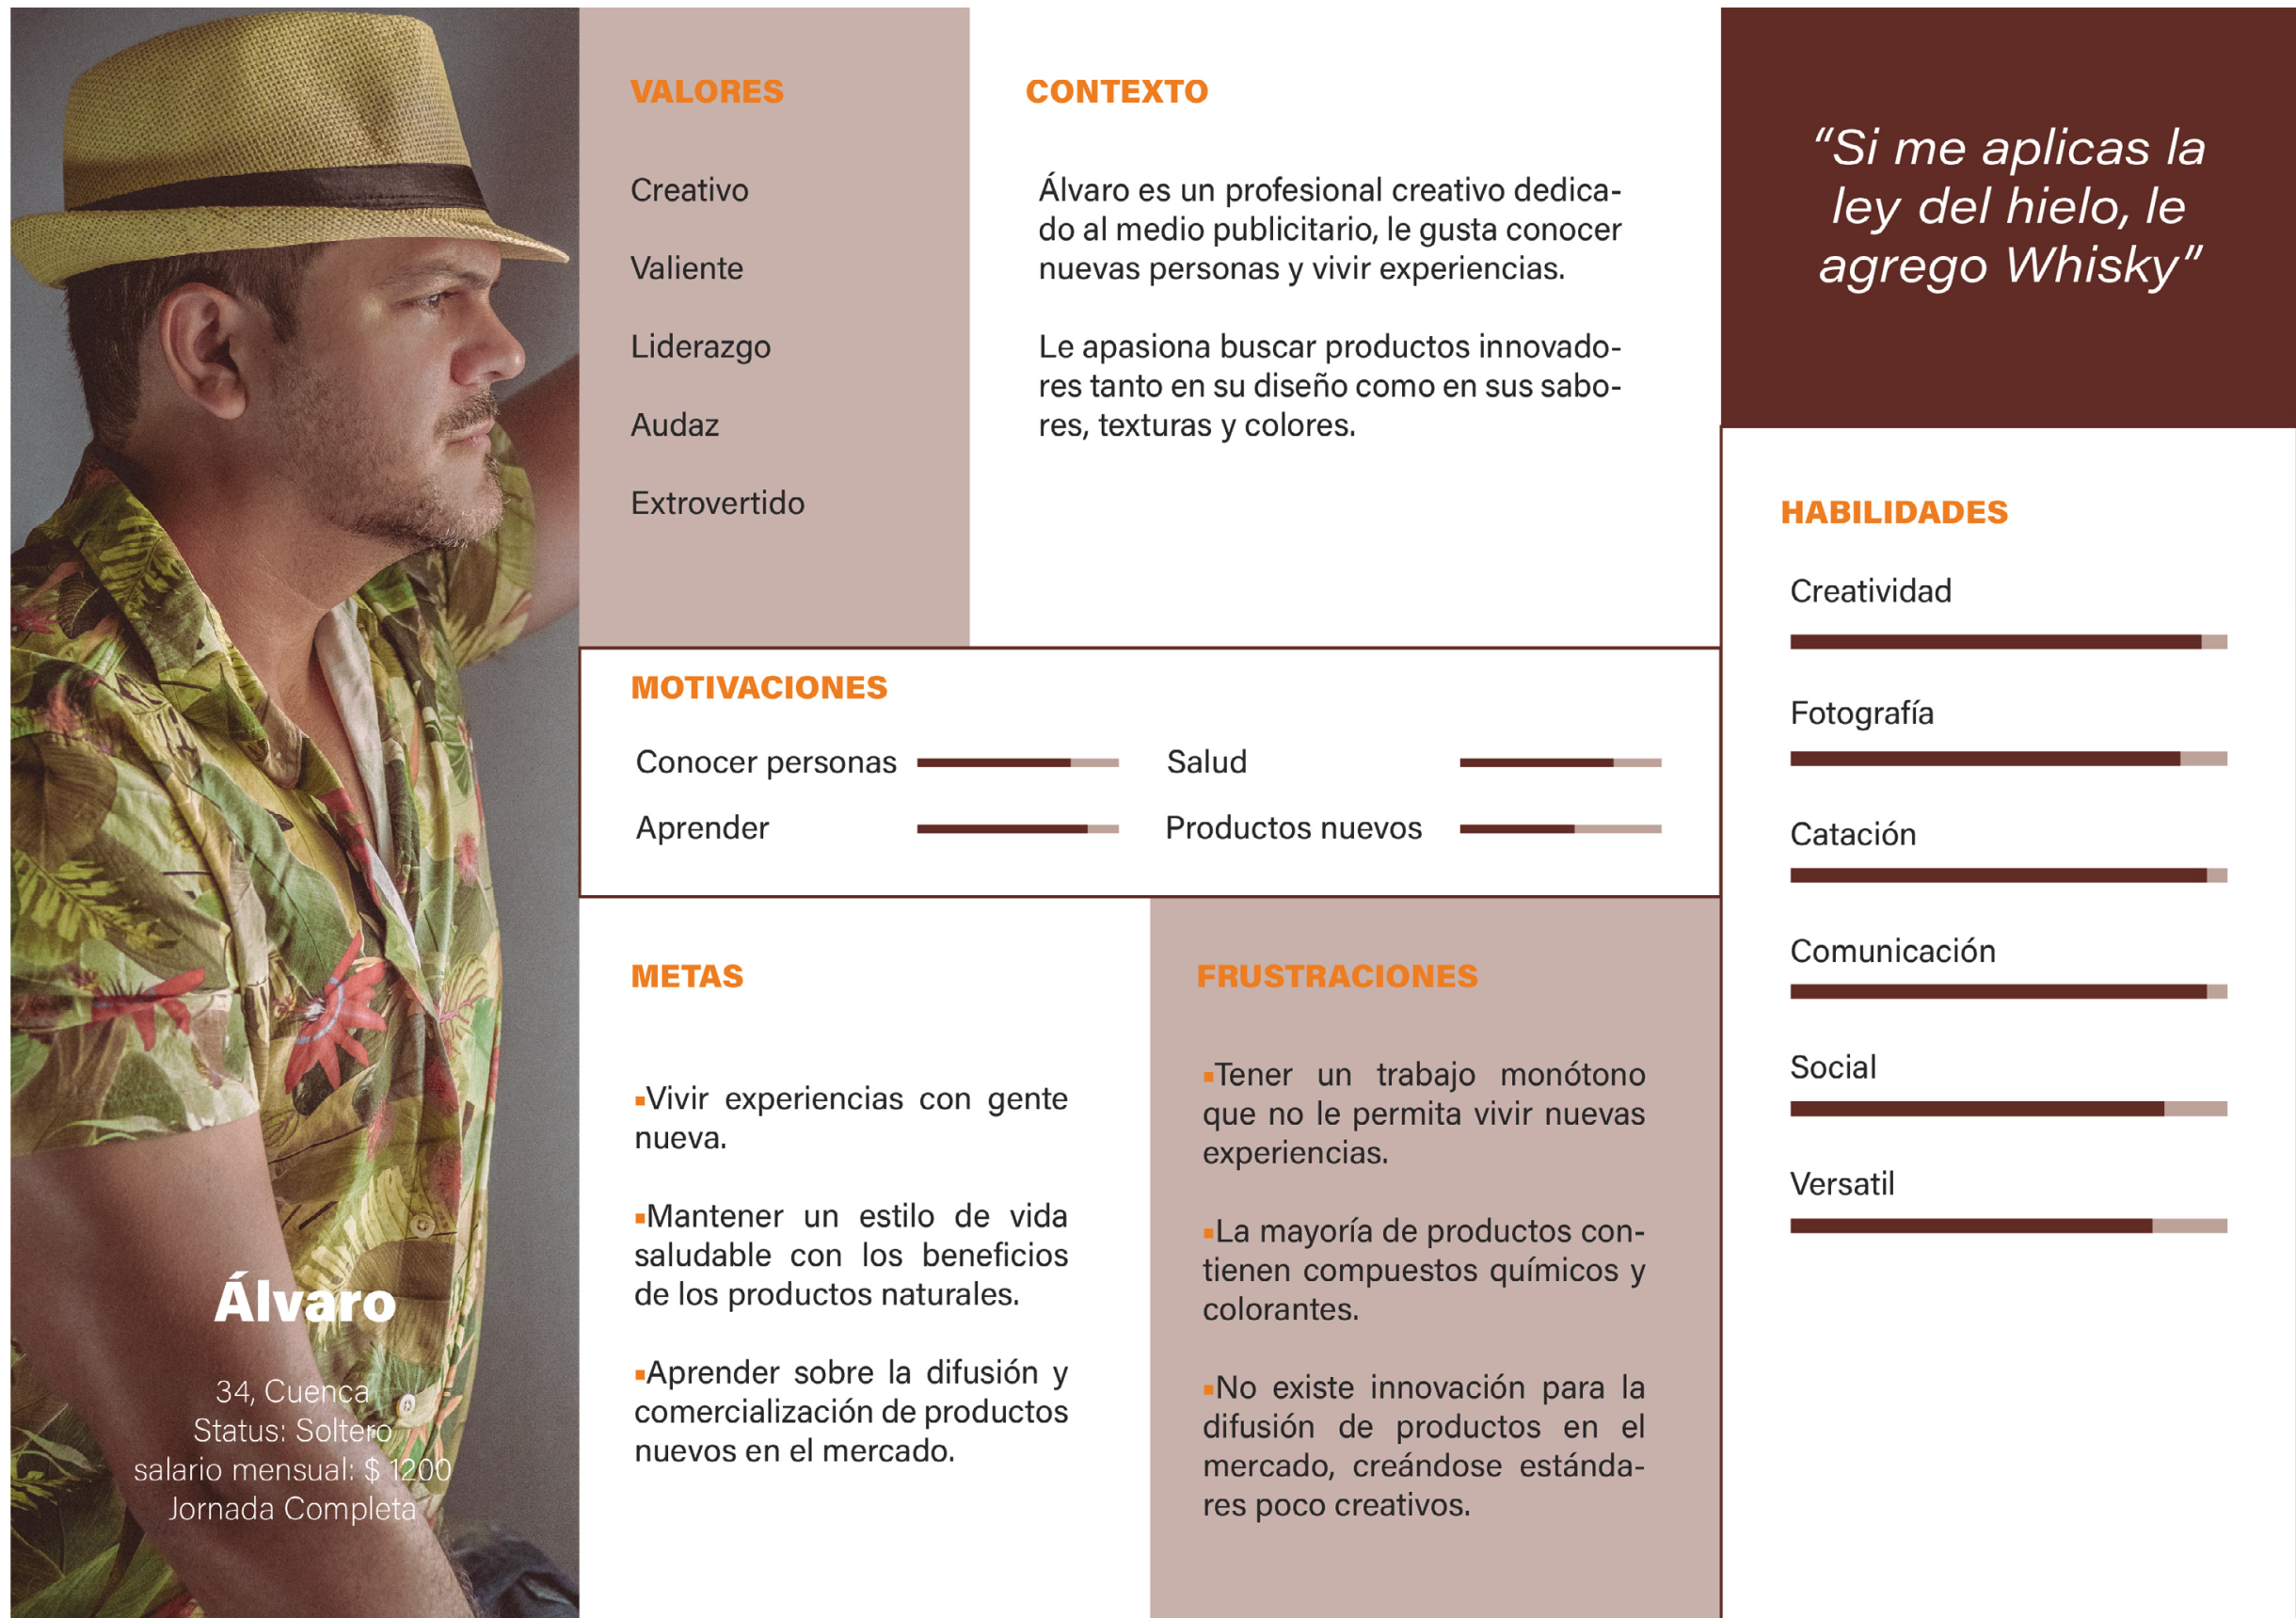 VALORES
Creativo
Valiente
Liderazgo
Audaz
Extrovertido
CONTEXTO
Álvaro es un profesional creativo dedica-
do al medio publicitario, le gusta conocer
nuevas personas y vivir experiencias.
Le apasiona buscar productos innovado-
res tanto en su diseño como en sus sabo-
res, texturas y colores.
“Si me aplicas la
ley del hielo, le
agrego Whisky”
MOTIVACIONES
Conocer personas
Salud
Aprender
Productos nuevos
HABILIDADES
Creatividad
Fotografía
Catación
Comunicación
Social
Versatil
METAS
▪Vivir experiencias con gente
nueva.
▪Mantener un estilo de vida
saludable con los beneficios
de los productos naturales.
▪Aprender sobre la difusión y
comercialización de productos
nuevos en el mercado.
FRUSTRACIONES
▪Tener un trabajo monótono
que no le permita vivir nuevas
experiencias.
▪La mayoría de productos con-
tienen compuestos químicos y
colorantes.
▪No existe innovación para la
difusión de productos en el
mercado, creándose estánda-
res poco creativos.
Álvaro
34, Cuenca
Status: Soltero
salario mensual: $ 1200
Jornada Completa